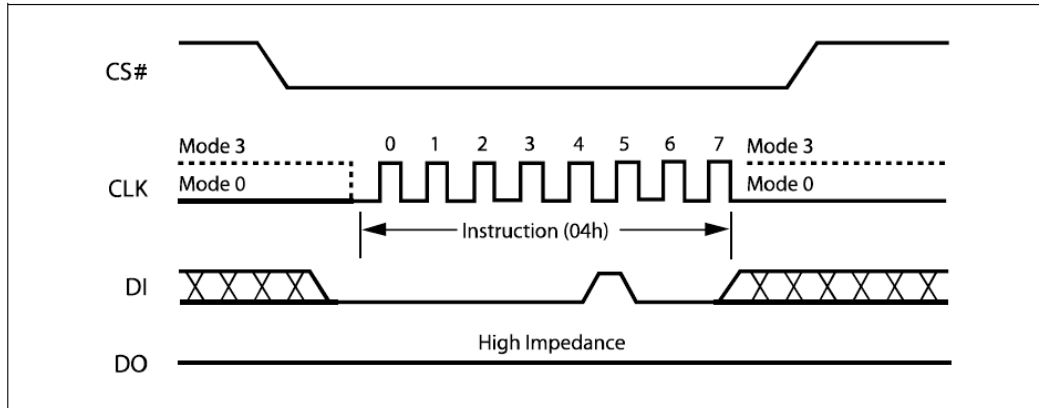 CS#
Mode 3 0 1 2 3 4 5 6 7 Mode 3
CLK Mode 0 Mode 0
Instruction (04h)
DI
High Impedance
DO